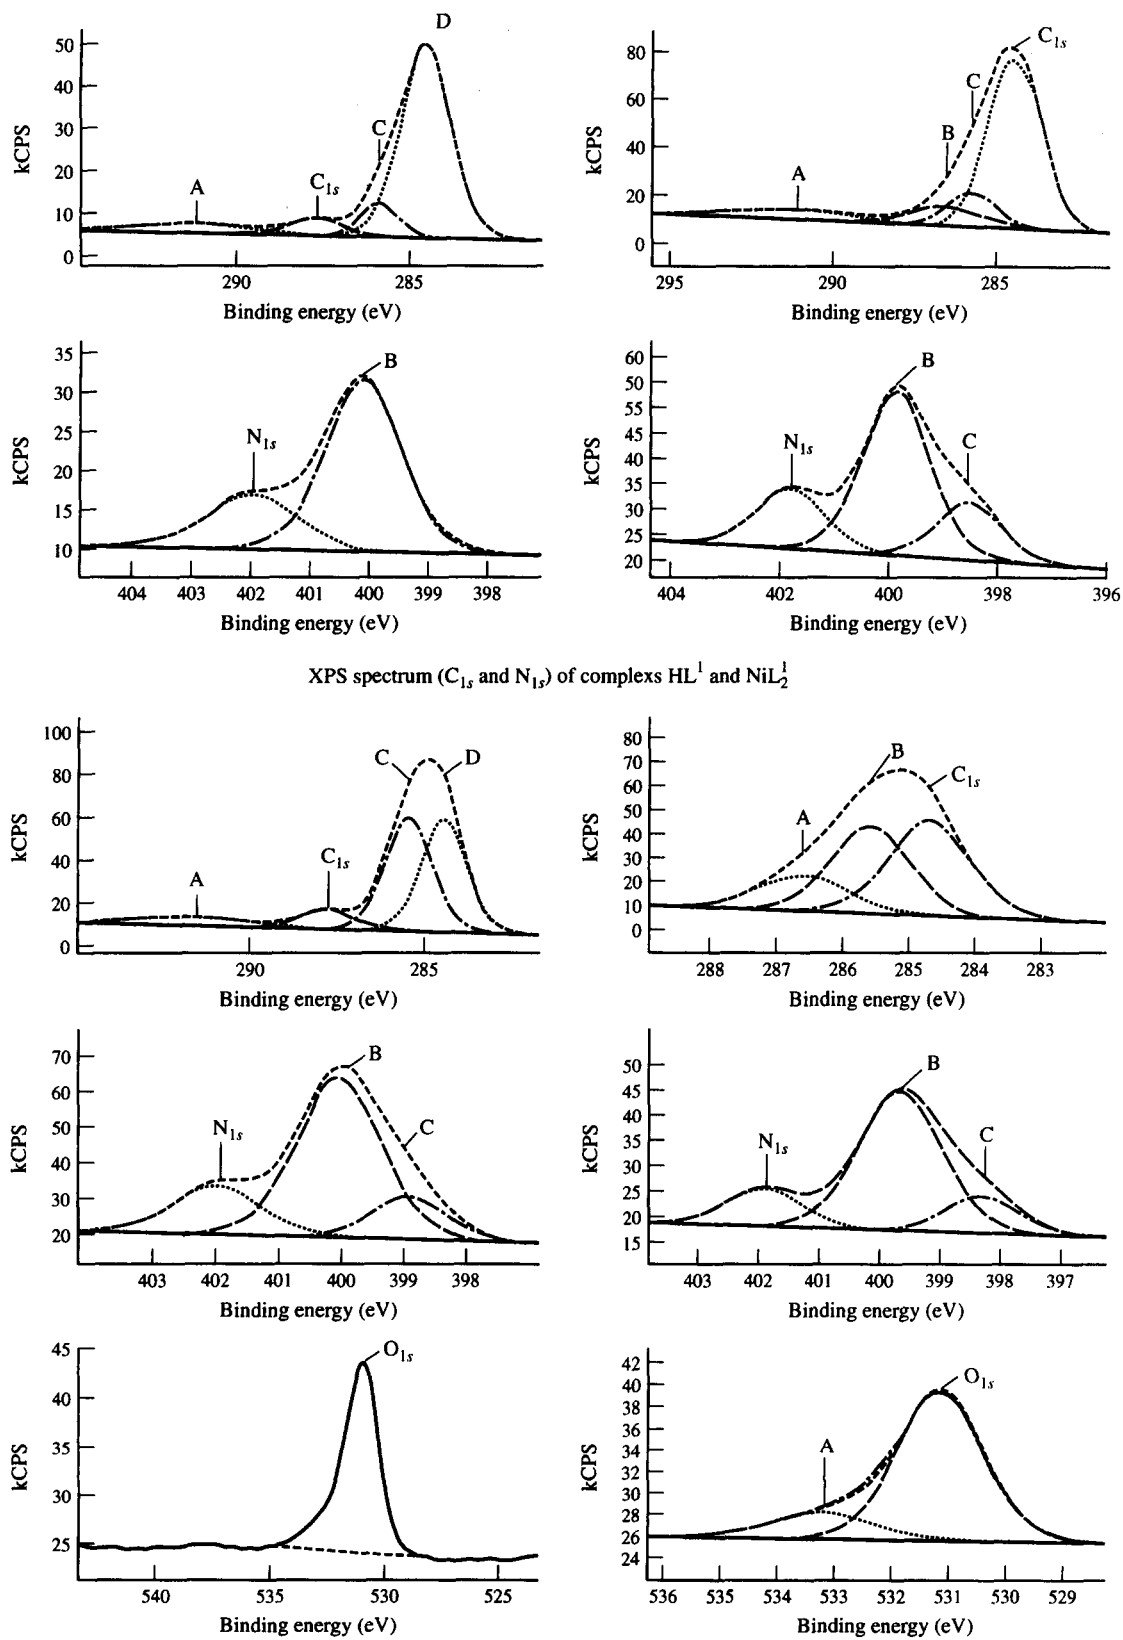 D
50
40
30
20
10
0
kCPS
A
C1s
C
290
285
Binding energy (eV)
80
60
40
20
0
kCPS
A
B
C
C1s
295
290
285
Binding energy (eV)
35
30
25
20
15
10
kCPS
N1s
B
404 403 402 401 400 399 398
Binding energy (eV)
60
50
55
45
40
35
30
25
20
kCPS
N1s
B
C
404 402 400 398 396
Binding energy (eV)
XPS spectrum (C1s and N1s) of complexs HL1 and NiL21
100
80
60
40
20
0
kCPS
A
C1s
C
D
290
285
Binding energy (eV)
80
70
60
50
40
30
20
10
0
kCPS
A
B
C1s
288 287 286 285 284 283
Binding energy (eV)
70
60
50
40
30
20
kCPS
N1s
B
C
403 402 401 400 399 398
Binding energy (eV)
50
45
40
35
30
25
20
15
kCPS
N1s
B
C
403 402 401 400 399 398 397
Binding energy (eV)
45
40
35
30
25
kCPS
O1s
540 535 530 525
Binding energy (eV)
42
40
38
36
34
32
30
28
26
24
kCPS
A
O1s
536 535 534 533 532 531 530 529
Binding energy (eV)